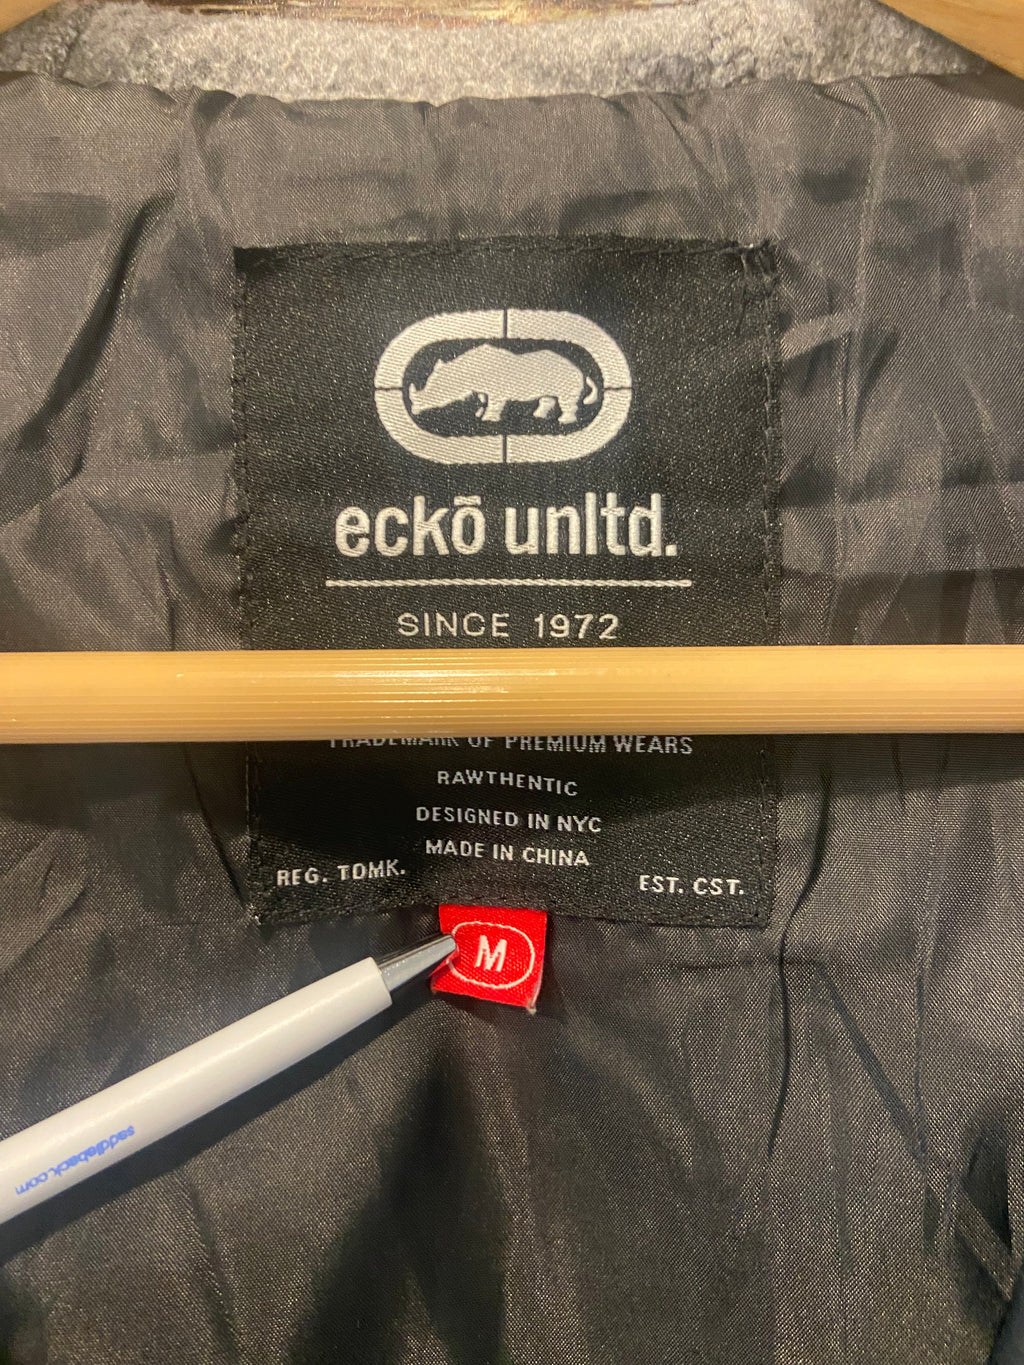 eckō unltd.
SINCE 1972
TRADEMARK OF PREMIUM WEARS
RAWTHENTIC
DESIGNED IN NYC
MADE IN CHINA
REG. TDMK.
EST. CST.
M
saddleback.com